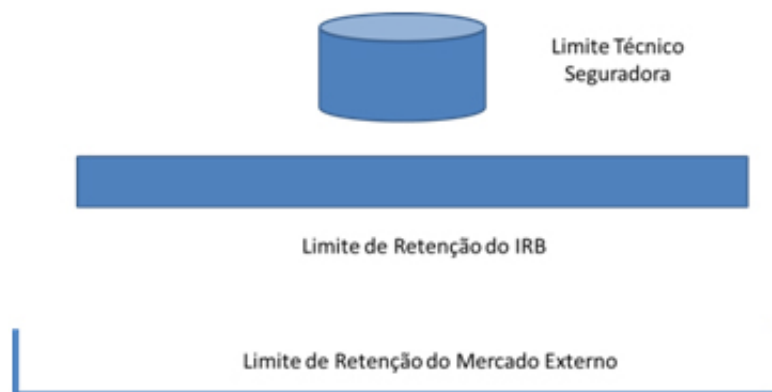 Limite Técnico
Seguradora
Limite de Retenção do IRB
Limite de Retenção do Mercado Externo